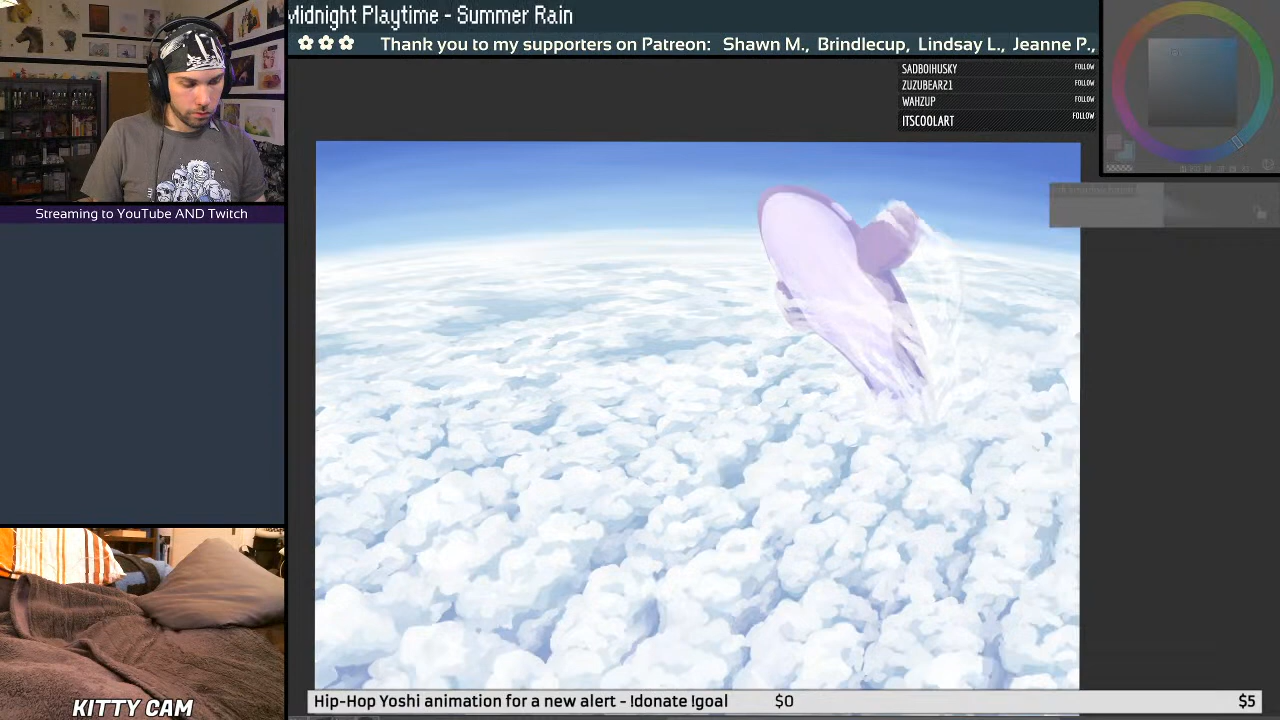 Midnight Playtime - Summer Rain
✿ ✿ ✿ Thank you to my supporters on Patreon: Shawn M., Brindlecup, Lindsay L., Jeanne P.,
SADBOIHUSKY FOLLOW
ZUZUBEAR21 FOLLOW
WAHZUP FOLLOW
ITSCOOLART FOLLOW
Streaming to YouTube AND Twitch
KITTY CAM
Hip-Hop Yoshi animation for a new alert - !donate !goal $0 $5